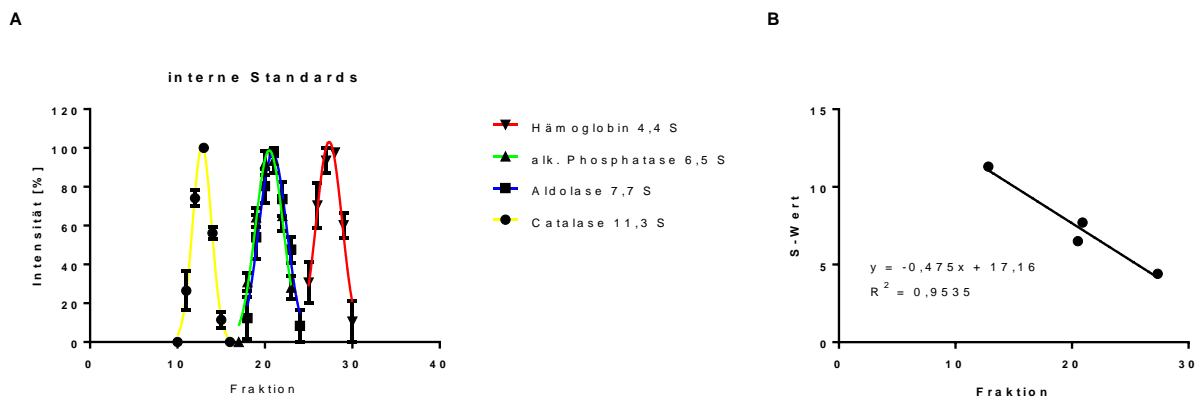 A
interne Standards
Intensität [%]
120
100
80
60
40
20
0
0 10 20 30 40
Fraktion
Hämoglobin 4,4 S
alk. Phosphatase 6,5 S
Aldolase 7,7 S
Catalase 11,3 S
B
S-Wert
15
10
5
0
y = -0,475x + 17,16
R² = 0,9535
0 10 20 30
Fraktion